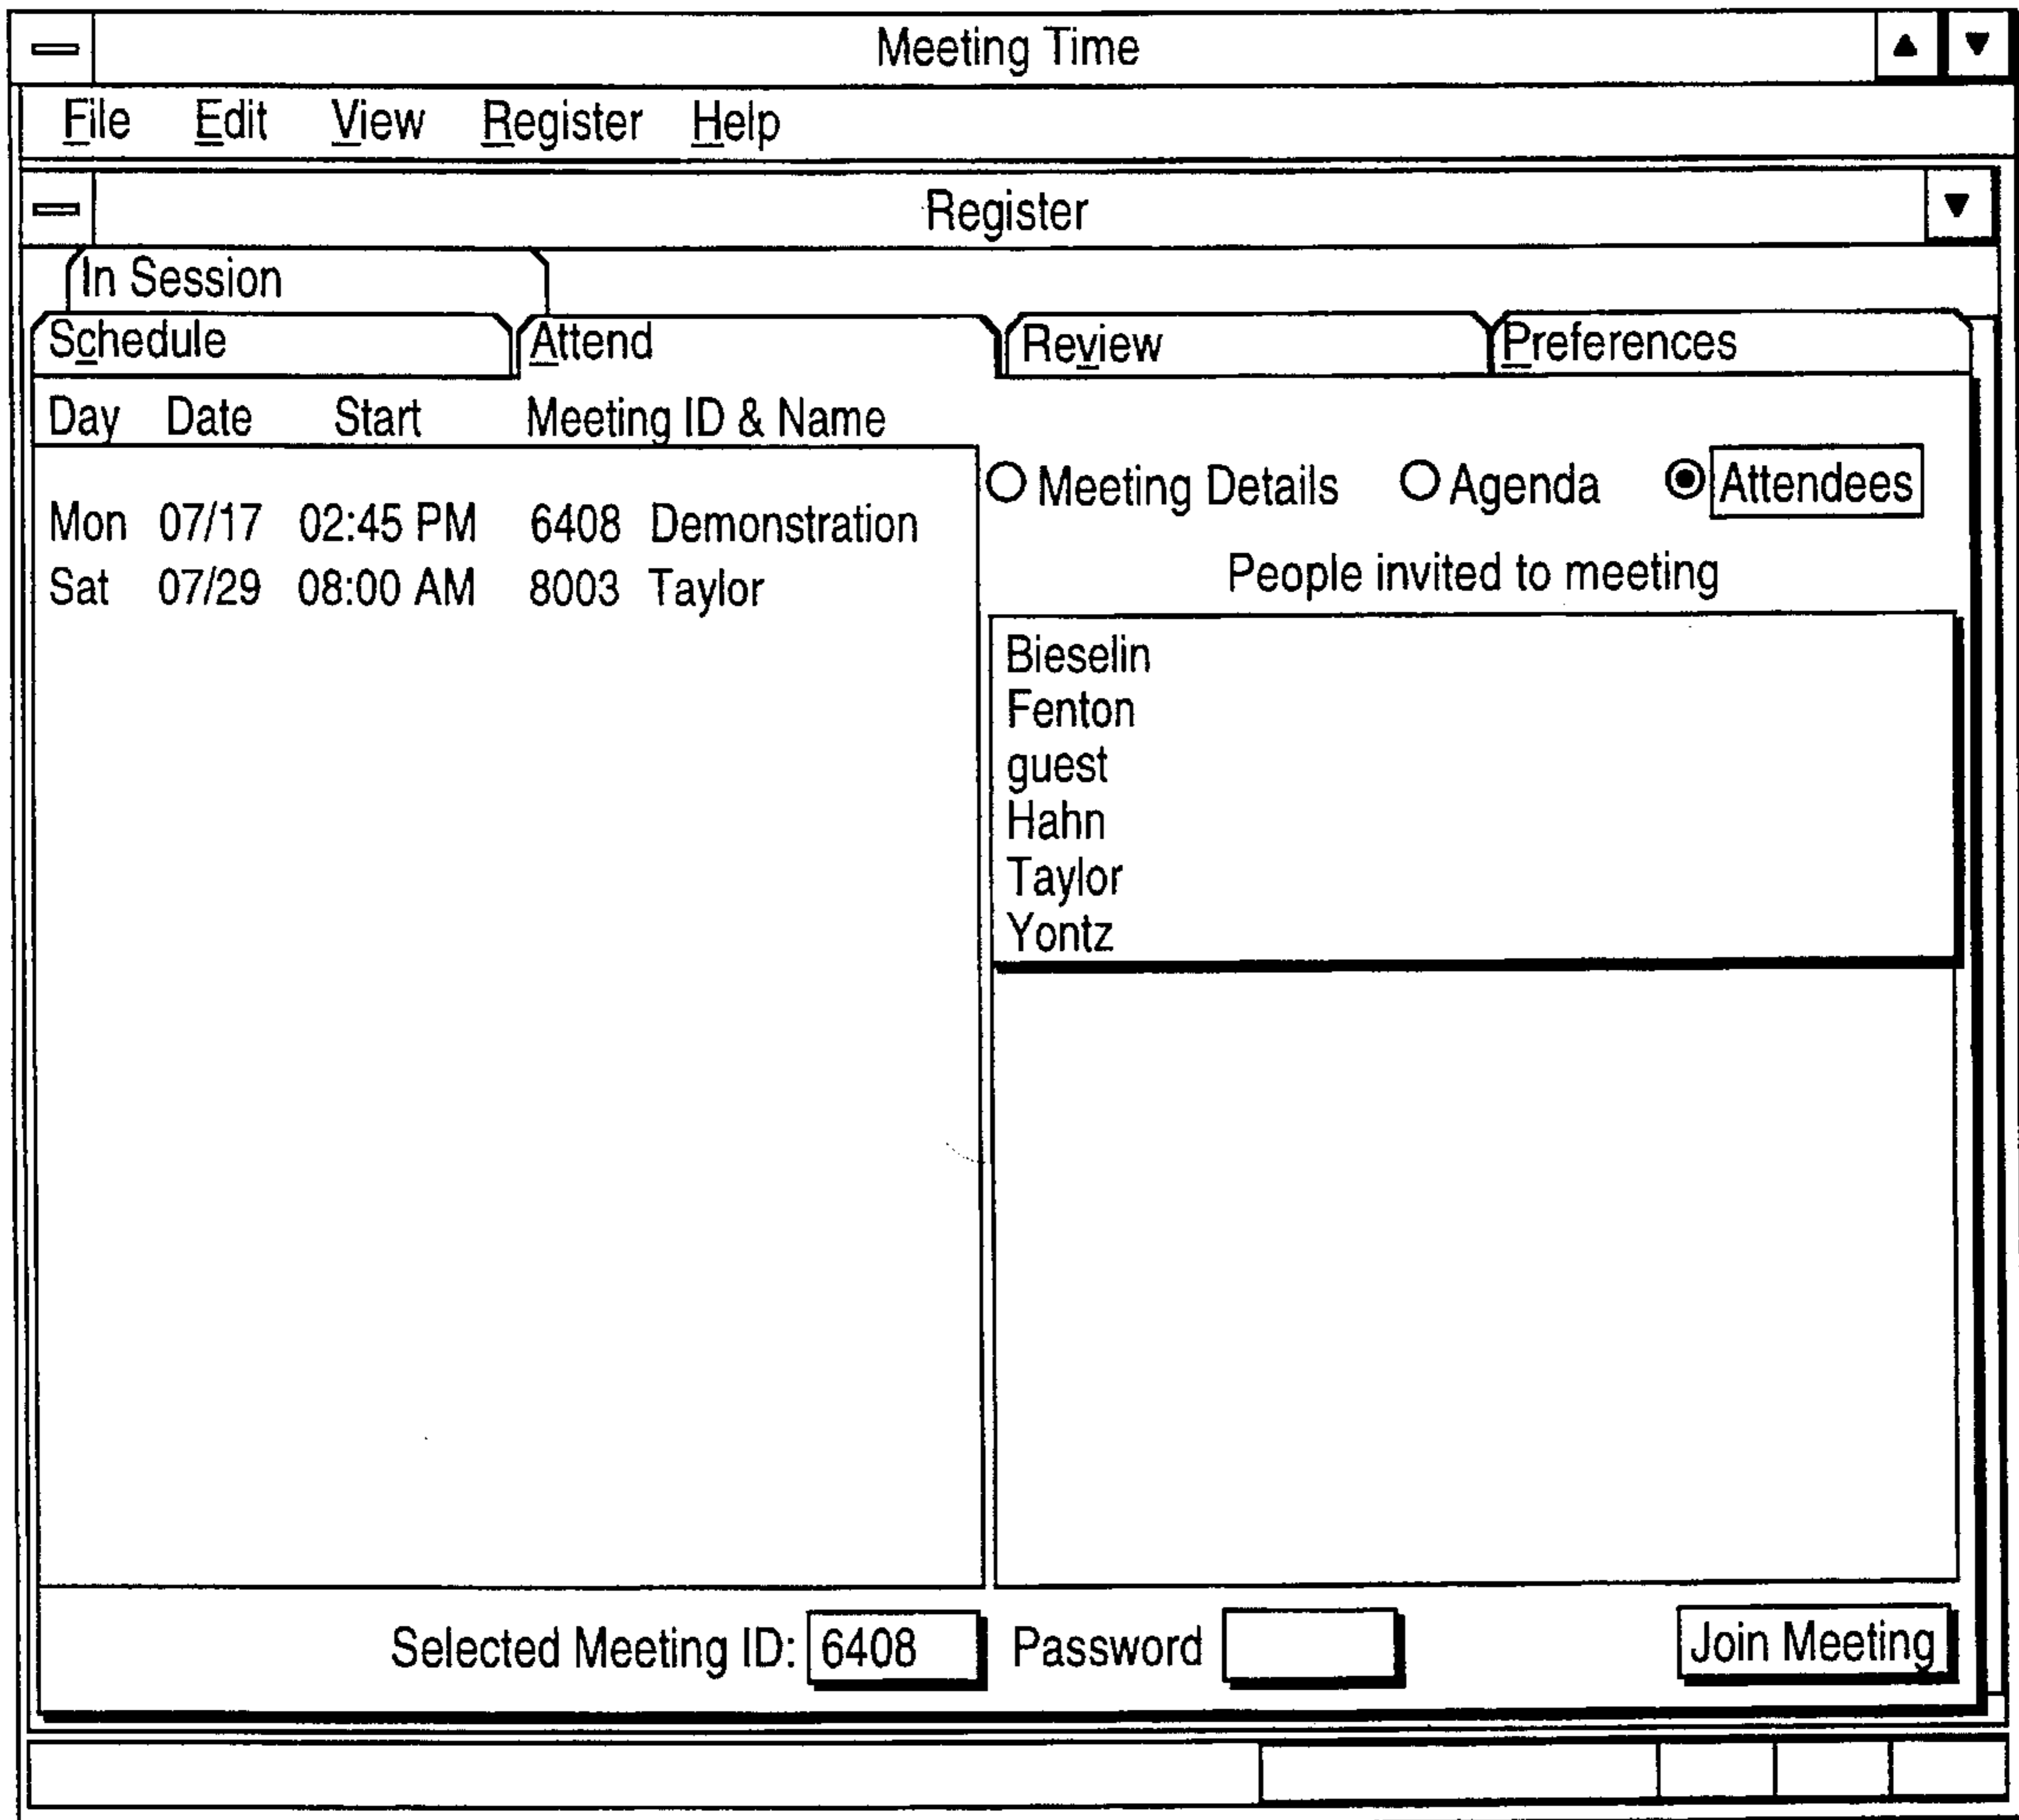 Meeting Time
File Edit View Register Help
Register
In Session
Schedule Attend Review Preferences
Day Date Start Meeting ID & Name
Meeting Details Agenda Attendees
Mon 07/17 02:45 PM 6408 Demonstration
Sat 07/29 08:00 AM 8003 Taylor
People invited to meeting
Bieselin
Fenton
guest
Hahn
Taylor
Yontz
Selected Meeting ID: 6408 Password Join Meeting